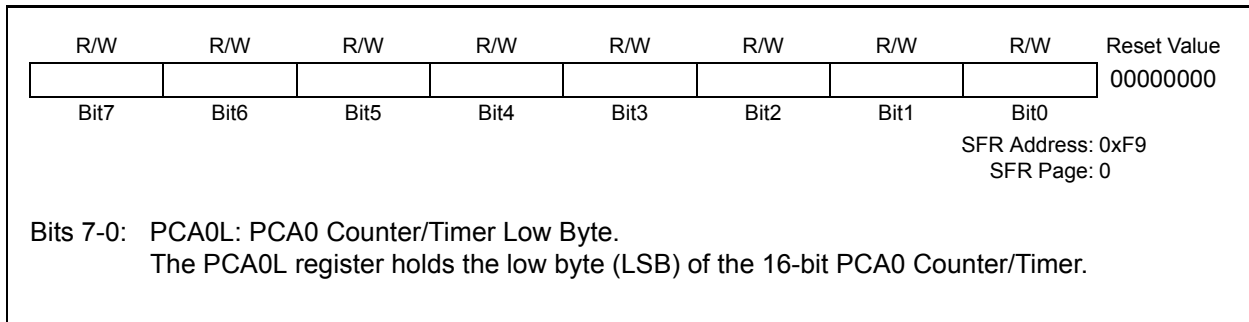 R/W R/W R/W R/W R/W R/W R/W R/W Reset Value
00000000
Bit7 Bit6 Bit5 Bit4 Bit3 Bit2 Bit1 Bit0
SFR Address: 0xF9
SFR Page: 0
Bits 7-0: PCA0L: PCA0 Counter/Timer Low Byte.
The PCA0L register holds the low byte (LSB) of the 16-bit PCA0 Counter/Timer.